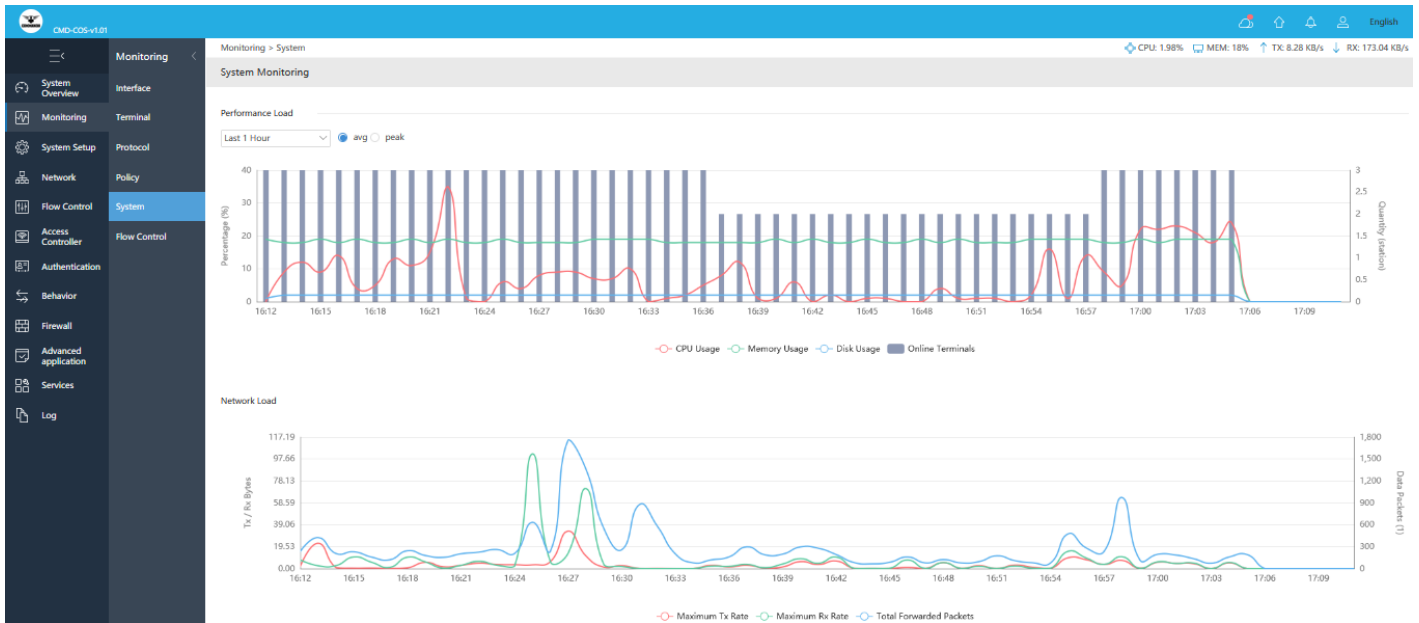 CMD-COS-v1.01
English
Monitoring
Monitoring > System
CPU: 1.98% MEM: 18% TX: 8.28 KB/s RX: 173.04 KB/s
System Monitoring
System
Overview
Monitoring
System Setup
Network
Flow Control
Access
Controller
Authentication
Behavior
Firewall
Advanced
application
Services
Log
Interface
Terminal
Protocol
Policy
System
Flow Control
Performance Load
Last 1 Hour avg peak
Percentage (%)
40
30
20
10
0
3
2.5
2
1.5
1
0.5
0
Quantity (station)
16:12 16:15 16:18 16:21 16:24 16:27 16:30 16:33 16:36 16:39 16:42 16:45 16:48 16:51 16:54 16:57 17:00 17:03 17:06 17:09
CPU Usage Memory Usage Disk Usage Online Terminals
Network Load
Tx / Rx Bytes
117.19
97.66
78.13
58.59
39.06
19.53
0.00
1,800
1,500
1,200
900
600
300
0
Data Packets (1)
16:12 16:15 16:18 16:21 16:24 16:27 16:30 16:33 16:36 16:39 16:42 16:45 16:48 16:51 16:54 16:57 17:00 17:03 17:06 17:09
Maximum Tx Rate Maximum Rx Rate Total Forwarded Packets